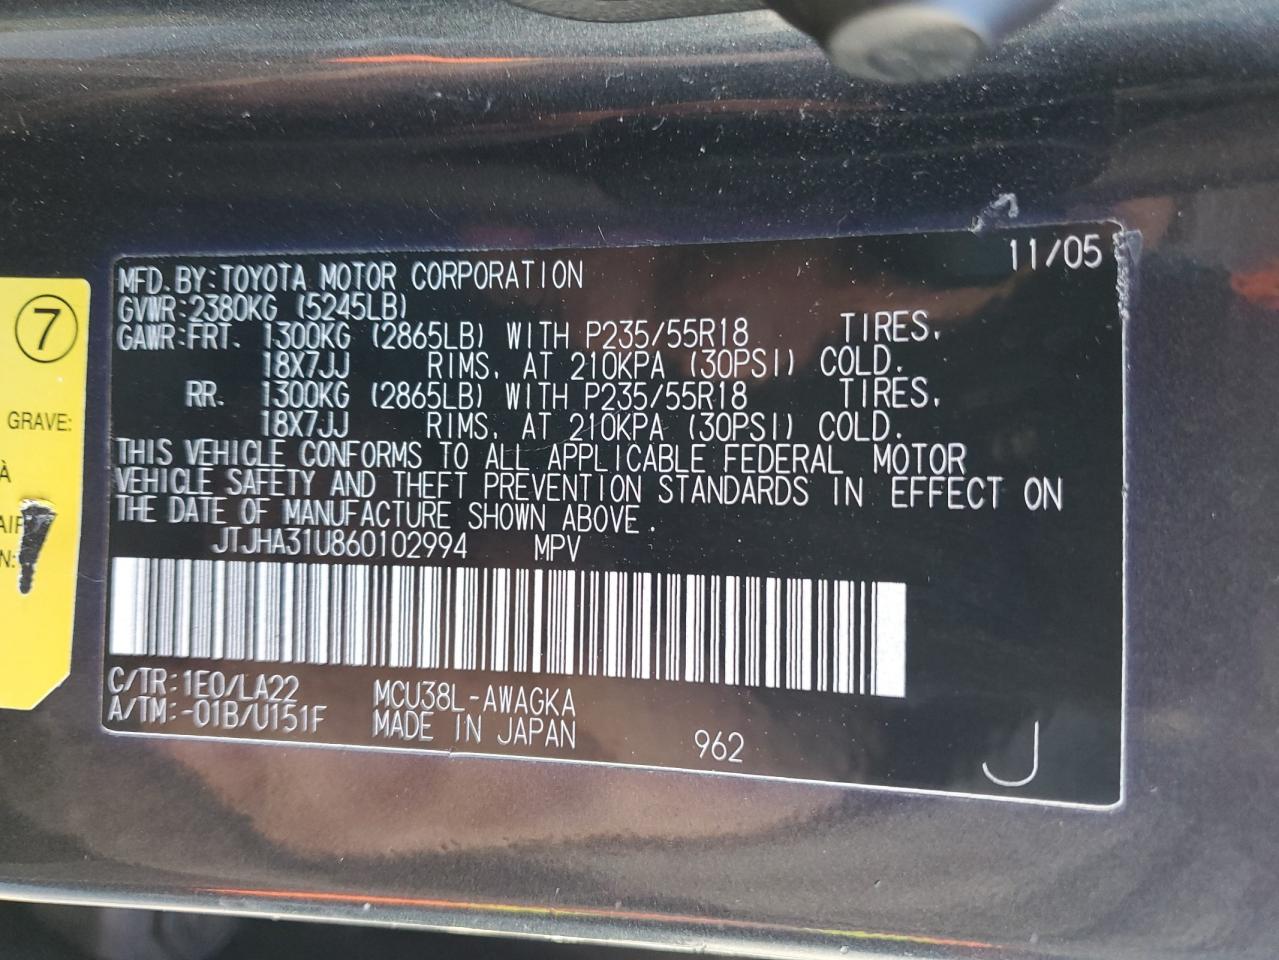 11/05
MFD.BY:TOYOTA MOTOR CORPORATION
GVWR:2380KG (5245LB)
GAWR:FRT. 1300KG (2865LB) WITH P235/55R18 TIRES,
18X7JJ RIMS, AT 210KPA (30PSI) COLD.
RR. 1300KG (2865LB) WITH P235/55R18 TIRES,
18X7JJ RIMS, AT 210KPA (30PSI) COLD.
THIS VEHICLE CONFORMS TO ALL APPLICABLE FEDERAL MOTOR
VEHICLE SAFETY AND THEFT PREVENTION STANDARDS IN EFFECT ON
THE DATE OF MANUFACTURE SHOWN ABOVE.
JTJHA31U860102994 MPV
C/TR:1E0/LA22 MCU38L-AWAGKA
A/TM:-01B/U151F MADE IN JAPAN
962
J
7
GRAVE:
À